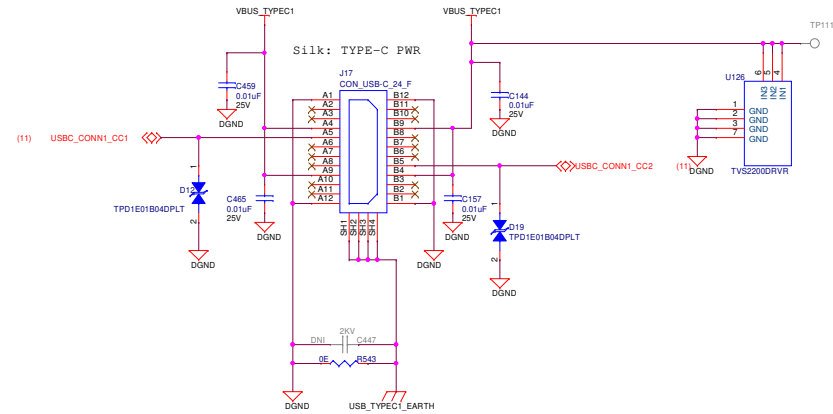 VBUS_TYPEC1
VBUS_TYPEC1
TP111
Silk: TYPE-C PWR
J17
CON_USB-C_24_F
C459
0.01uF
25V
DGND
C144
0.01uF
25V
DGND
U126
6
5
4
IN3
IN2
IN1
1
2
3
7
GND
GND
GND
GND
DGND
TVS2200DRVR
A1
A2
A3
A4
A5
A6
A7
A8
A9
A10
A11
A12
B12
B11
B10
B9
B8
B7
B6
B5
B4
B3
B2
B1
SH1
SH2
SH3
SH4
(11)
USBC_CONN1_CC1
USBC_CONN1_CC2
(11)
1
D12
TPD1E01B04DPLT
2
DGND
C465
0.01uF
25V
DGND
C157
0.01uF
25V
DGND
DGND
1
D19
TPD1E01B04DPLT
2
DGND
2KV
DNI
C447
0E
R543
DGND
USB_TYPEC1_EARTH